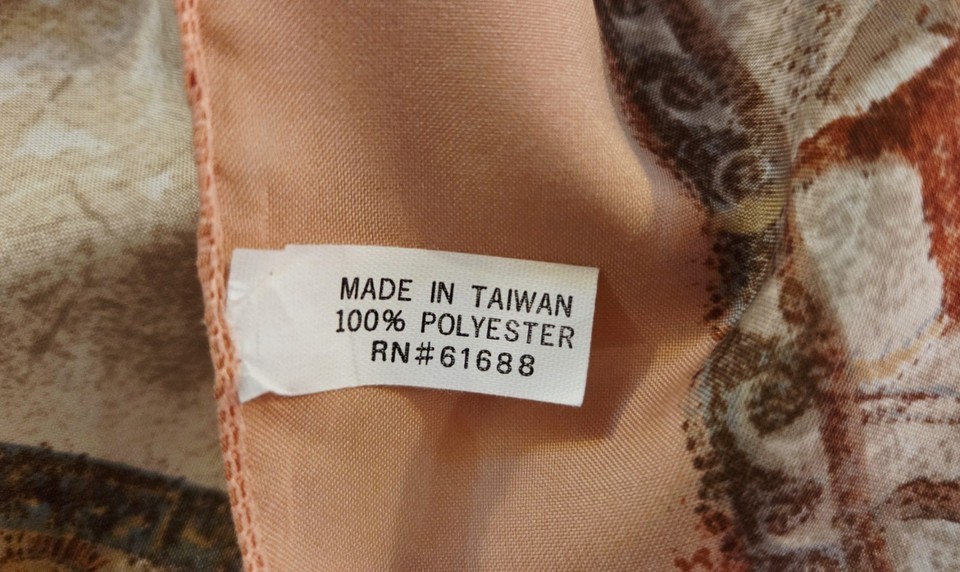 MADE IN TAIWAN
100% POLYESTER
RN#61688